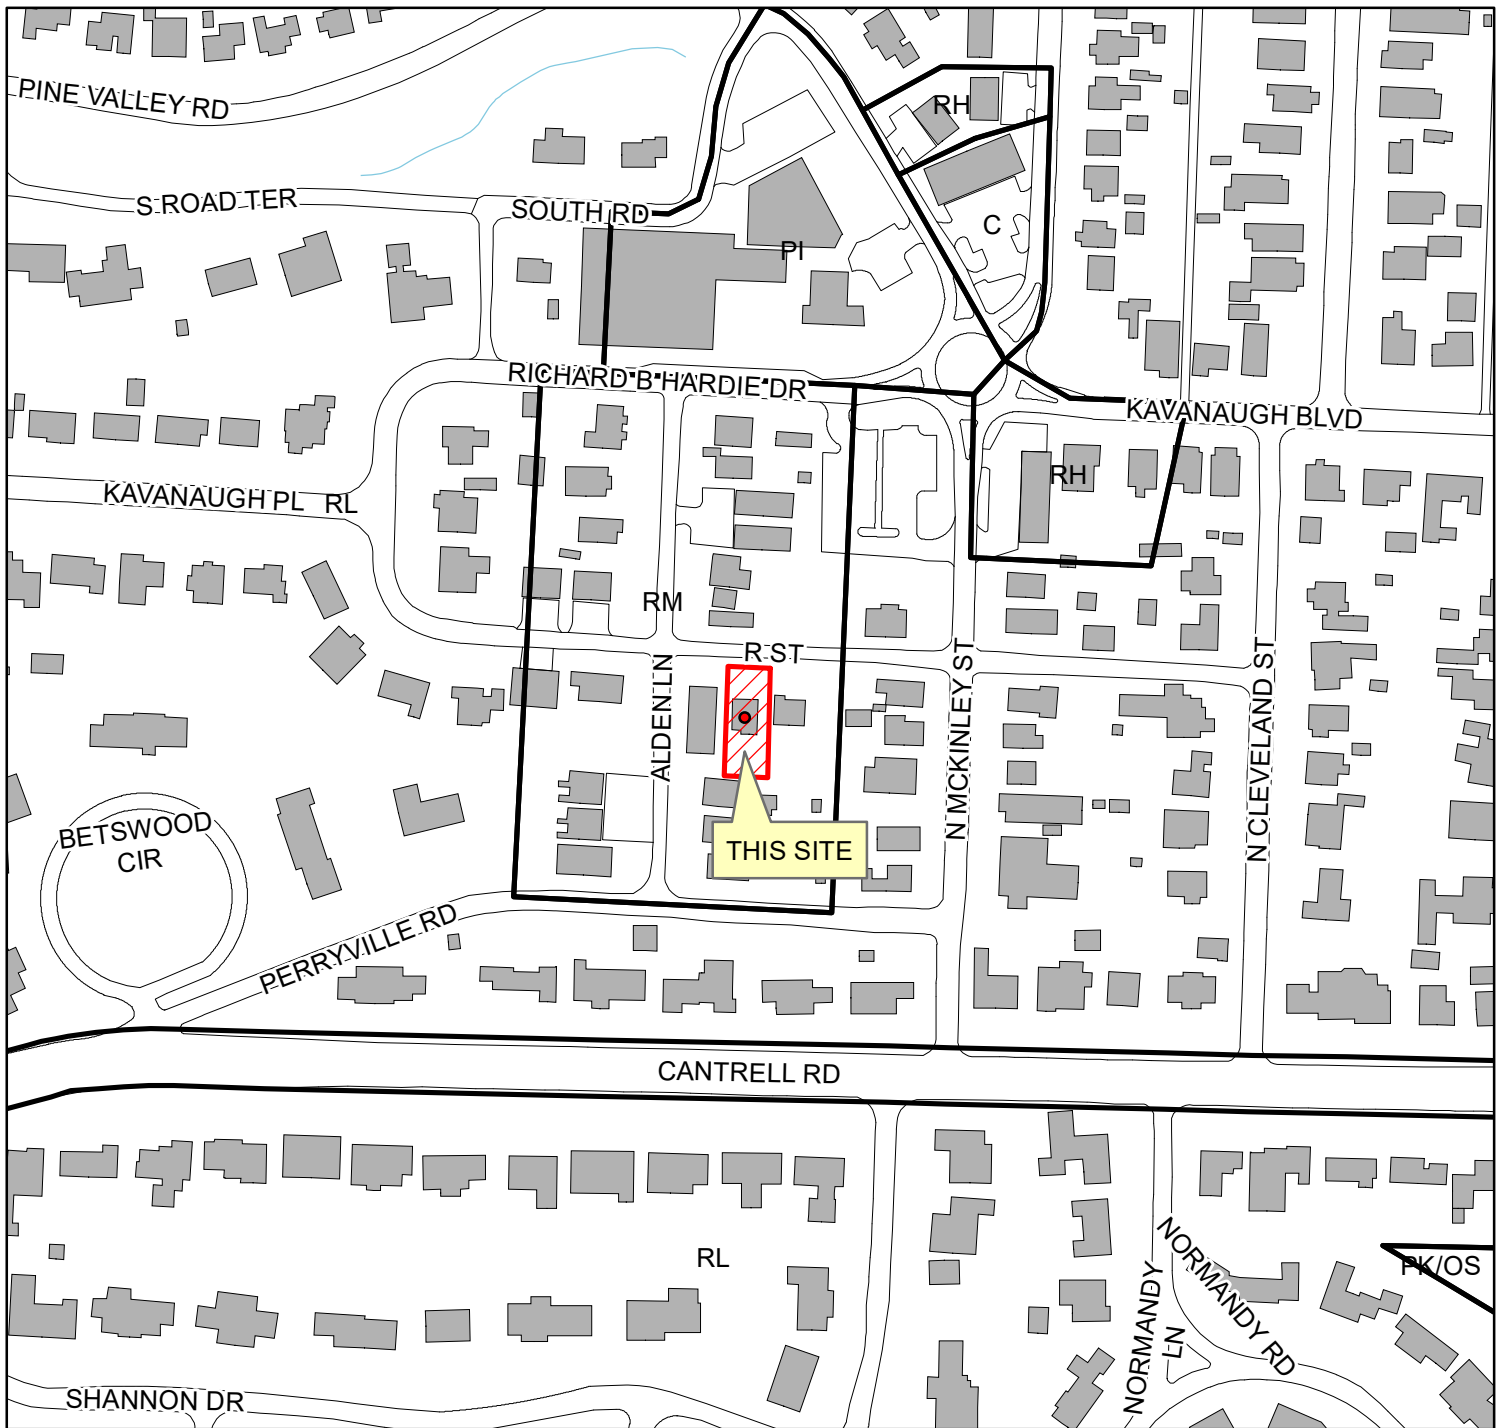 PINE VALLEY RD
RH
S ROAD TER
SOUTH RD
C
PI
RICHARD B HARDIE DR
KAVANAUGH BLVD
RH
KAVANAUGH PL
RL
RM
R ST
ALDEN LN
N MCKINLEY ST
N CLEVELAND ST
BETSWOOD
CIR
THIS SITE
PERRYVILLE RD
CANTRELL RD
RL
PK/OS
NORMANDY
LN
NORMANDY RD
SHANNON DR